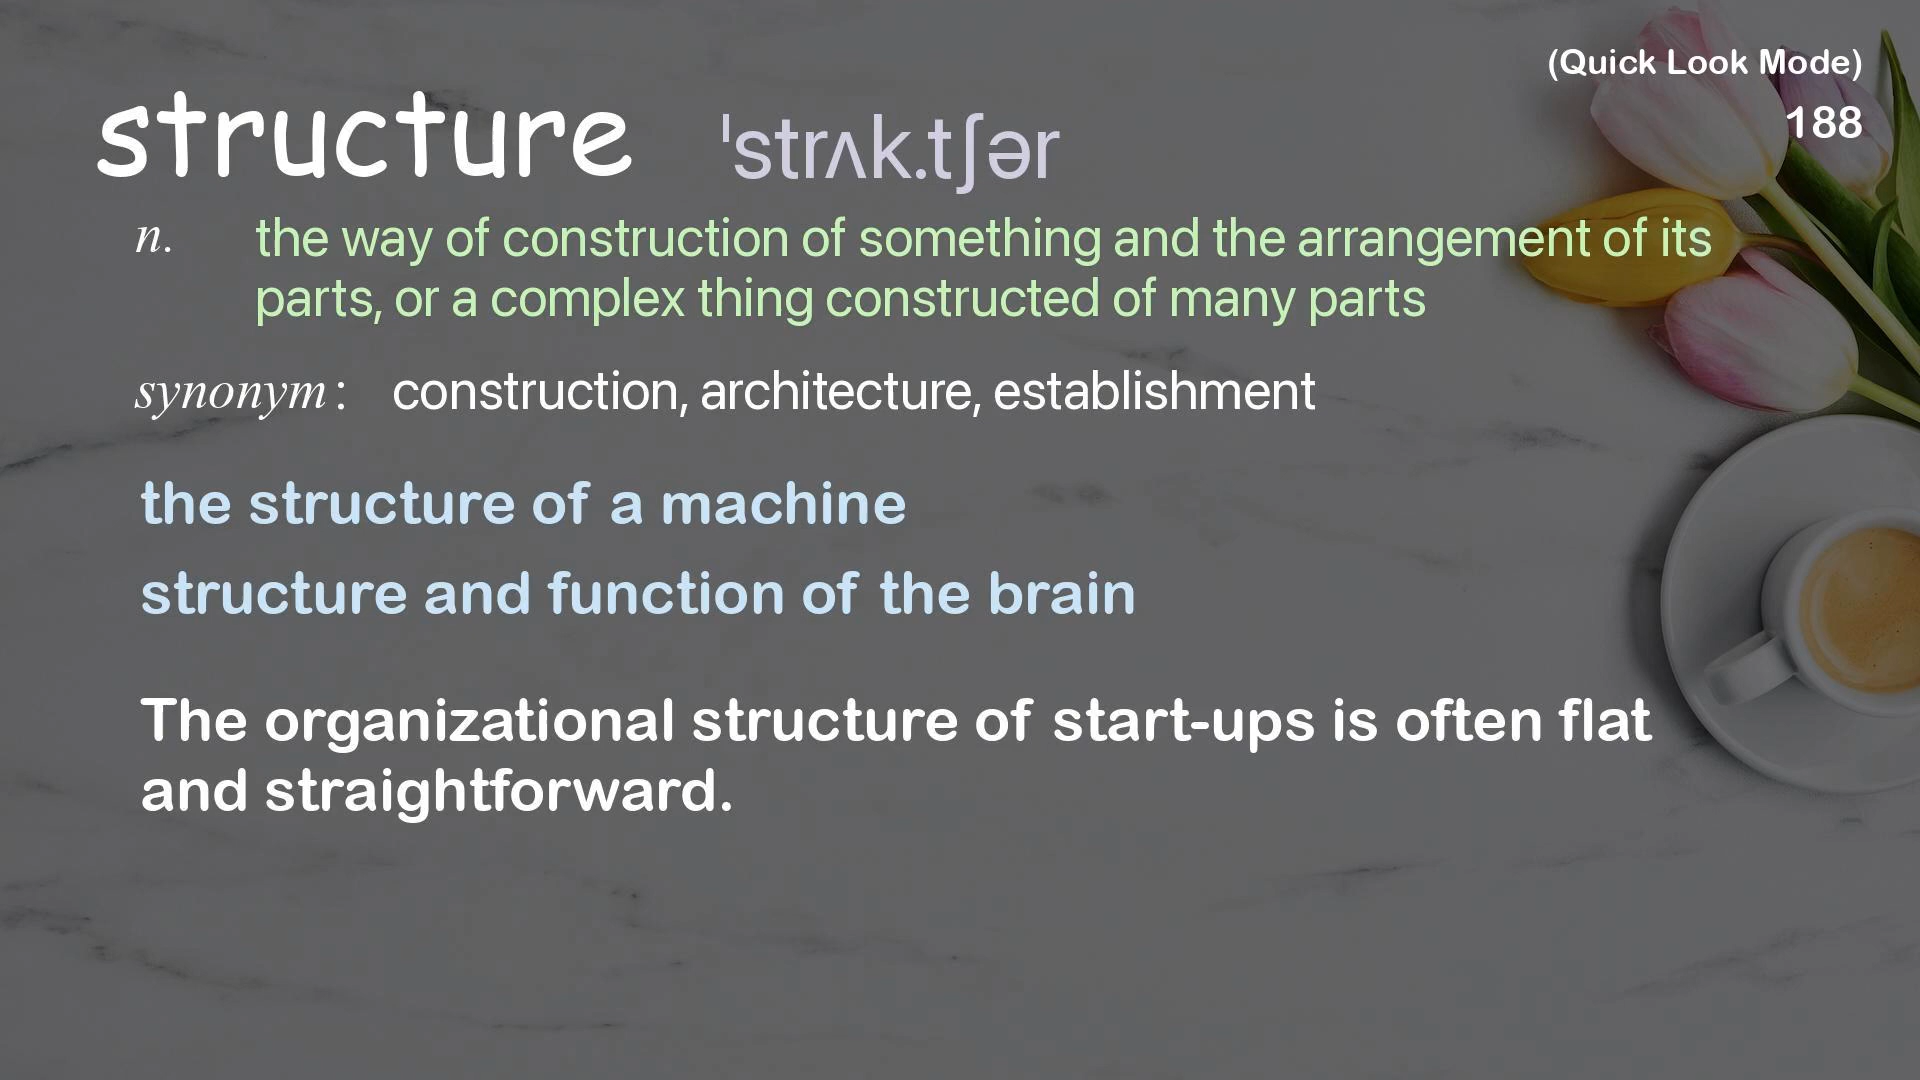 (Quick Look Mode)
188
structure ˈstrʌk.tʃər
n. the way of construction of something and the arrangement of its
parts, or a complex thing constructed of many parts
synonym: construction, architecture, establishment
the structure of a machine
structure and function of the brain
The organizational structure of start-ups is often flat
and straightforward.